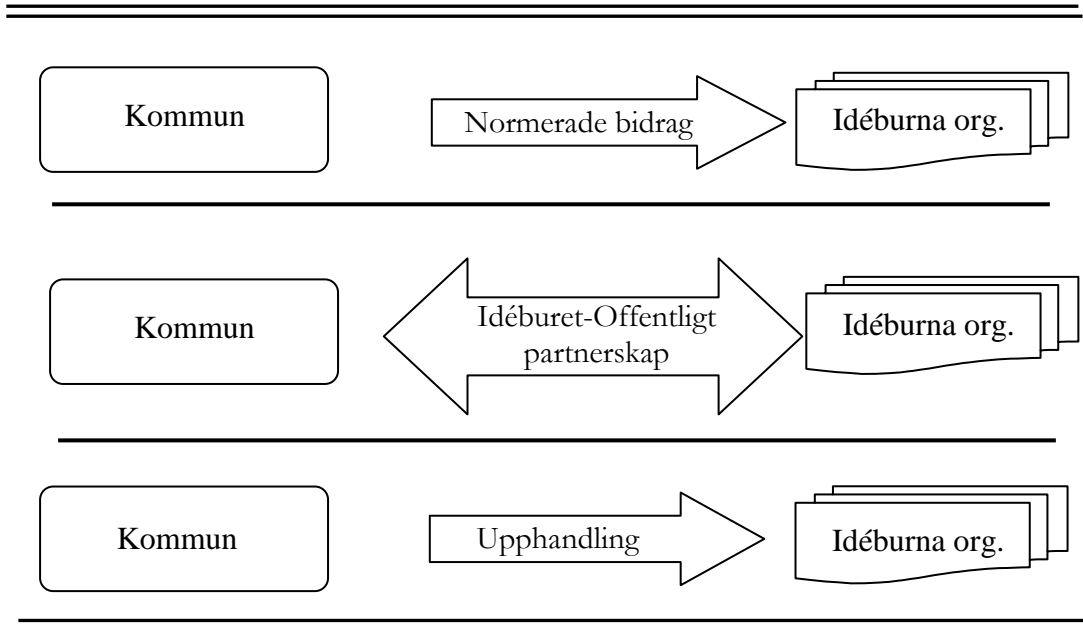 Kommun
Normerade bidrag
Idéburna org.
Kommun
Idéburet-Offentligt
partnerskap
Idéburna org.
Kommun
Upphandling
Idéburna org.